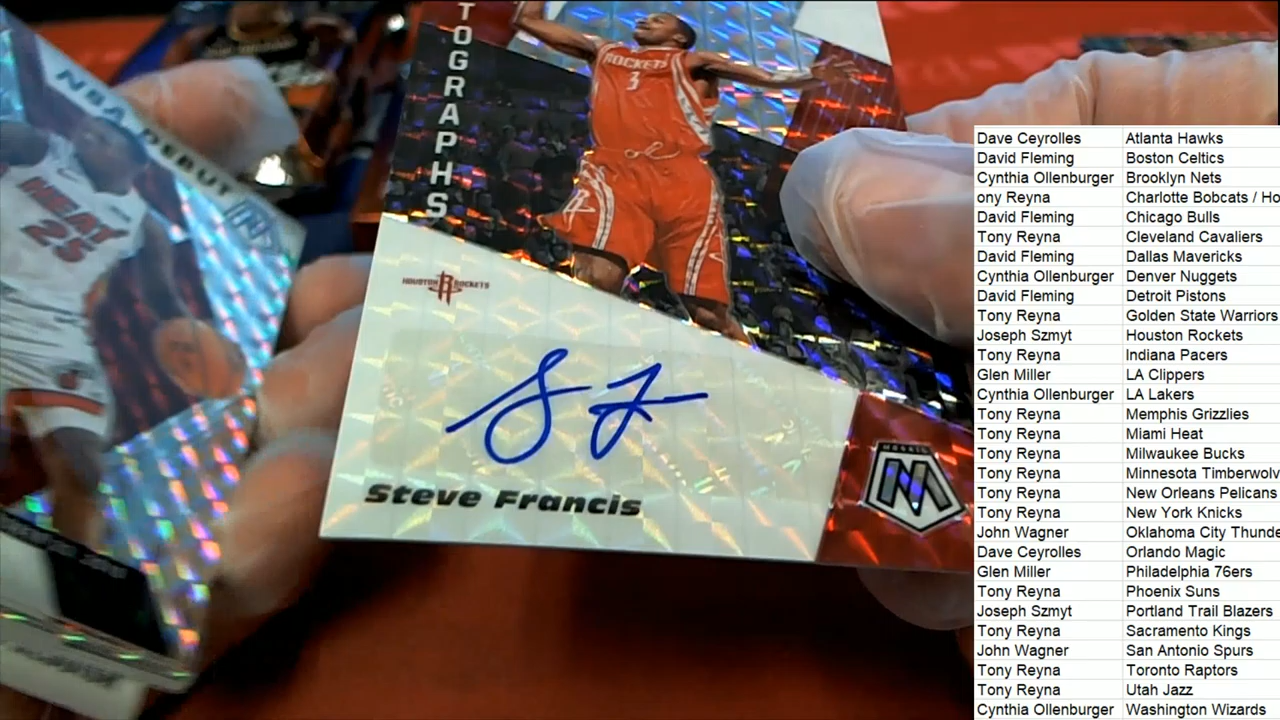 NBA DEBUT
HEAT
25
TOGRAPHS
ROCKETS
3
HOUSTON ROCKETS
Steve Francis
MOSAIC
Dave Ceyrolles Atlanta Hawks
David Fleming Boston Celtics
Cynthia Ollenburger Brooklyn Nets
ony Reyna Charlotte Bobcats / Ho
David Fleming Chicago Bulls
Tony Reyna Cleveland Cavaliers
David Fleming Dallas Mavericks
Cynthia Ollenburger Denver Nuggets
David Fleming Detroit Pistons
Tony Reyna Golden State Warriors
Joseph Szmyt Houston Rockets
Tony Reyna Indiana Pacers
Glen Miller LA Clippers
Cynthia Ollenburger LA Lakers
Tony Reyna Memphis Grizzlies
Tony Reyna Miami Heat
Tony Reyna Milwaukee Bucks
Tony Reyna Minnesota Timberwolv
Tony Reyna New Orleans Pelicans
Tony Reyna New York Knicks
John Wagner Oklahoma City Thunde
Dave Ceyrolles Orlando Magic
Glen Miller Philadelphia 76ers
Tony Reyna Phoenix Suns
Joseph Szmyt Portland Trail Blazers
Tony Reyna Sacramento Kings
John Wagner San Antonio Spurs
Tony Reyna Toronto Raptors
Tony Reyna Utah Jazz
Cynthia Ollenburger Washington Wizards